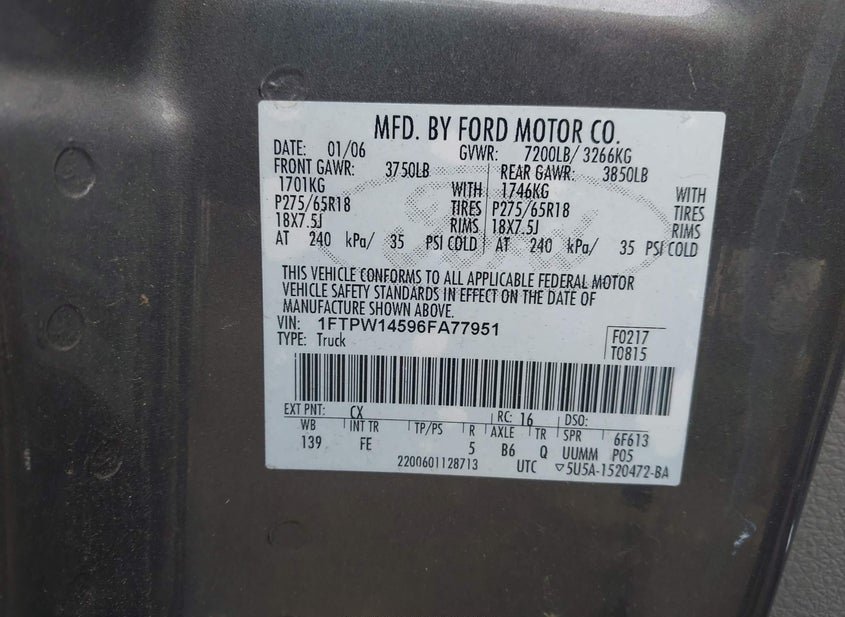 MFD. BY FORD MOTOR CO.
DATE: 01/06 GVWR: 7200LB/ 3266KG
FRONT GAWR: 3750LB REAR GAWR: 3850LB
1701KG WITH 1746KG WITH
P275/65R18 TIRES P275/65R18 TIRES
18X7.5J RIMS 18X7.5J RIMS
AT 240 kPa/ 35 PSI COLD AT 240 kPa/ 35 PSI COLD
THIS VEHICLE CONFORMS TO ALL APPLICABLE FEDERAL MOTOR
VEHICLE SAFETY STANDARDS IN EFFECT ON THE DATE OF
MANUFACTURE SHOWN ABOVE.
VIN: 1FTPW14596FA77951 F0217
TYPE: Truck T0815
EXT PNT: CX RC: 16 DSO:
WB INT TR TP/PS R AXLE TR SPR 6F613
139 FE 5 B6 Q UUMM P05
2200601128713 UTC ▽5U5A-1520472-BA